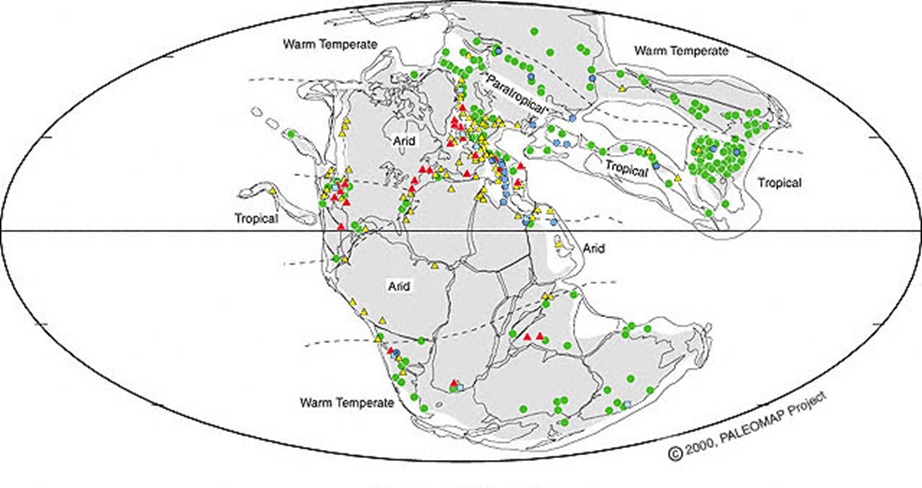 Warm Temperate
Warm Temperate
Paratropical
Arid
Tropical
Tropical
Tropical
Arid
Arid
Warm Temperate
© 2000, PALEOMAP Project